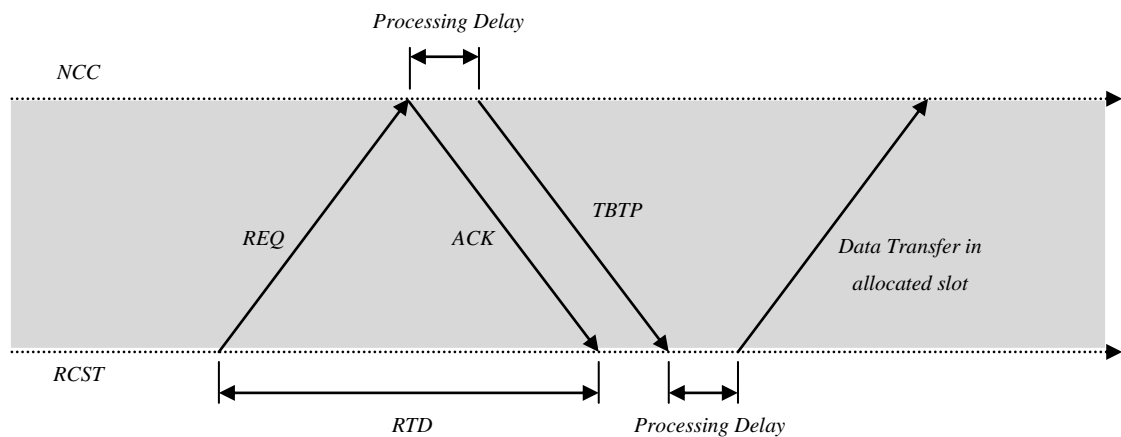 Processing Delay
NCC
REQ
ACK
TBTP
Data Transfer in
allocated slot
RCST
RTD
Processing Delay